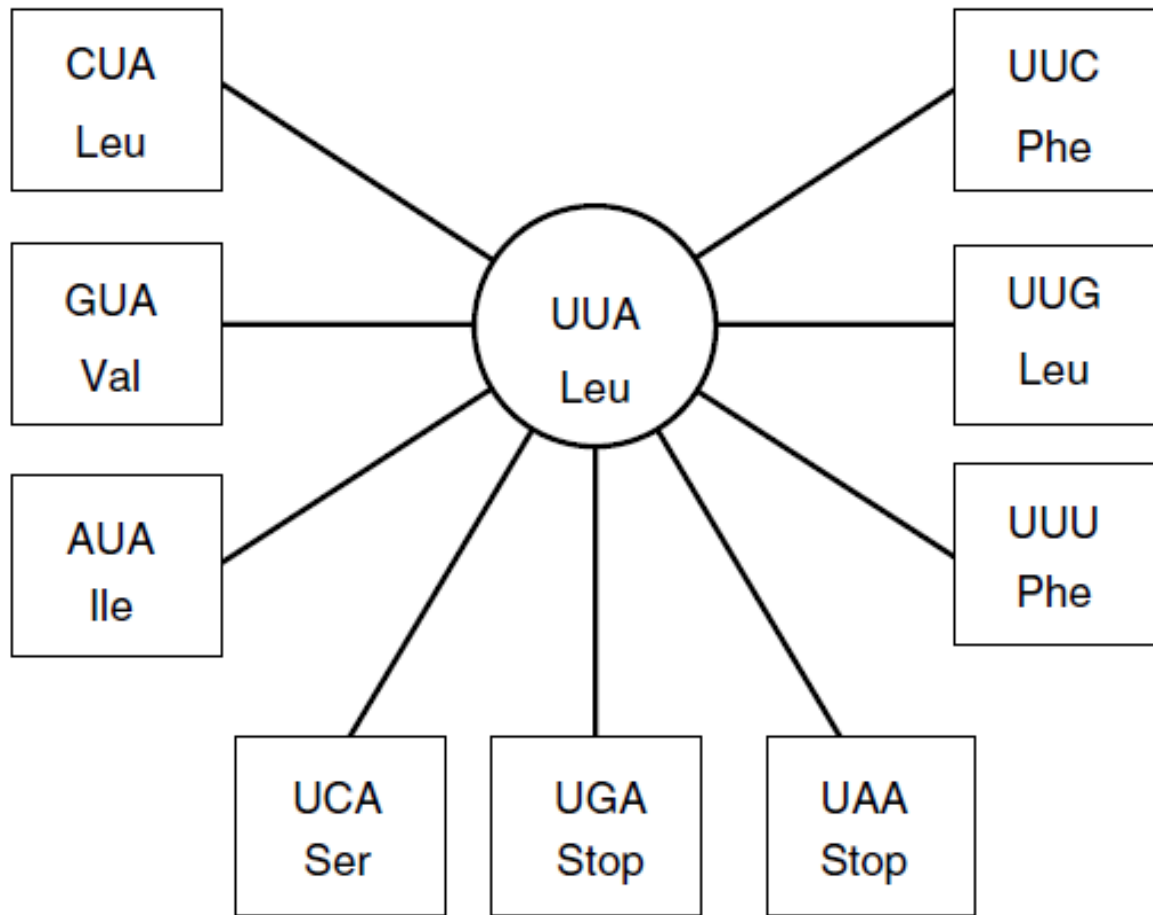 CUA
Leu
UUC
Phe
GUA
Val
UUA
Leu
UUG
Leu
AUA
Ile
UUU
Phe
UCA
Ser
UGA
Stop
UAA
Stop